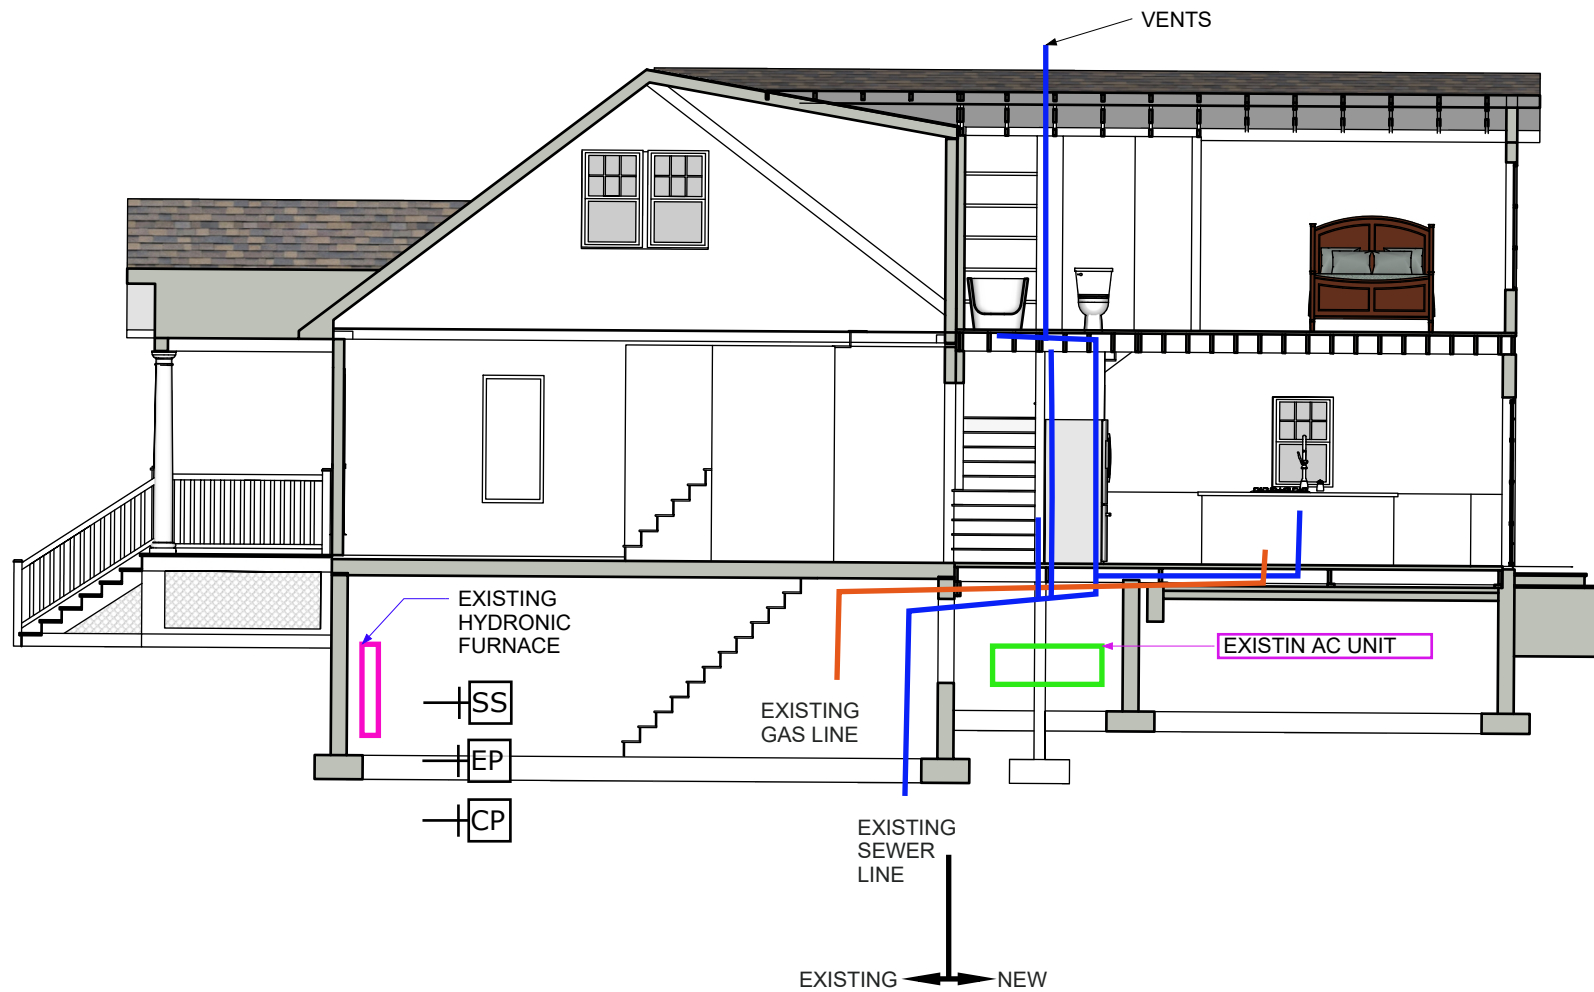 VENTS
EXISTING
HYDRONIC
FURNACE
EXISTIN AC UNIT
SS
EXISTING
GAS LINE
EP
CP
EXISTING
SEWER
LINE
EXISTING NEW